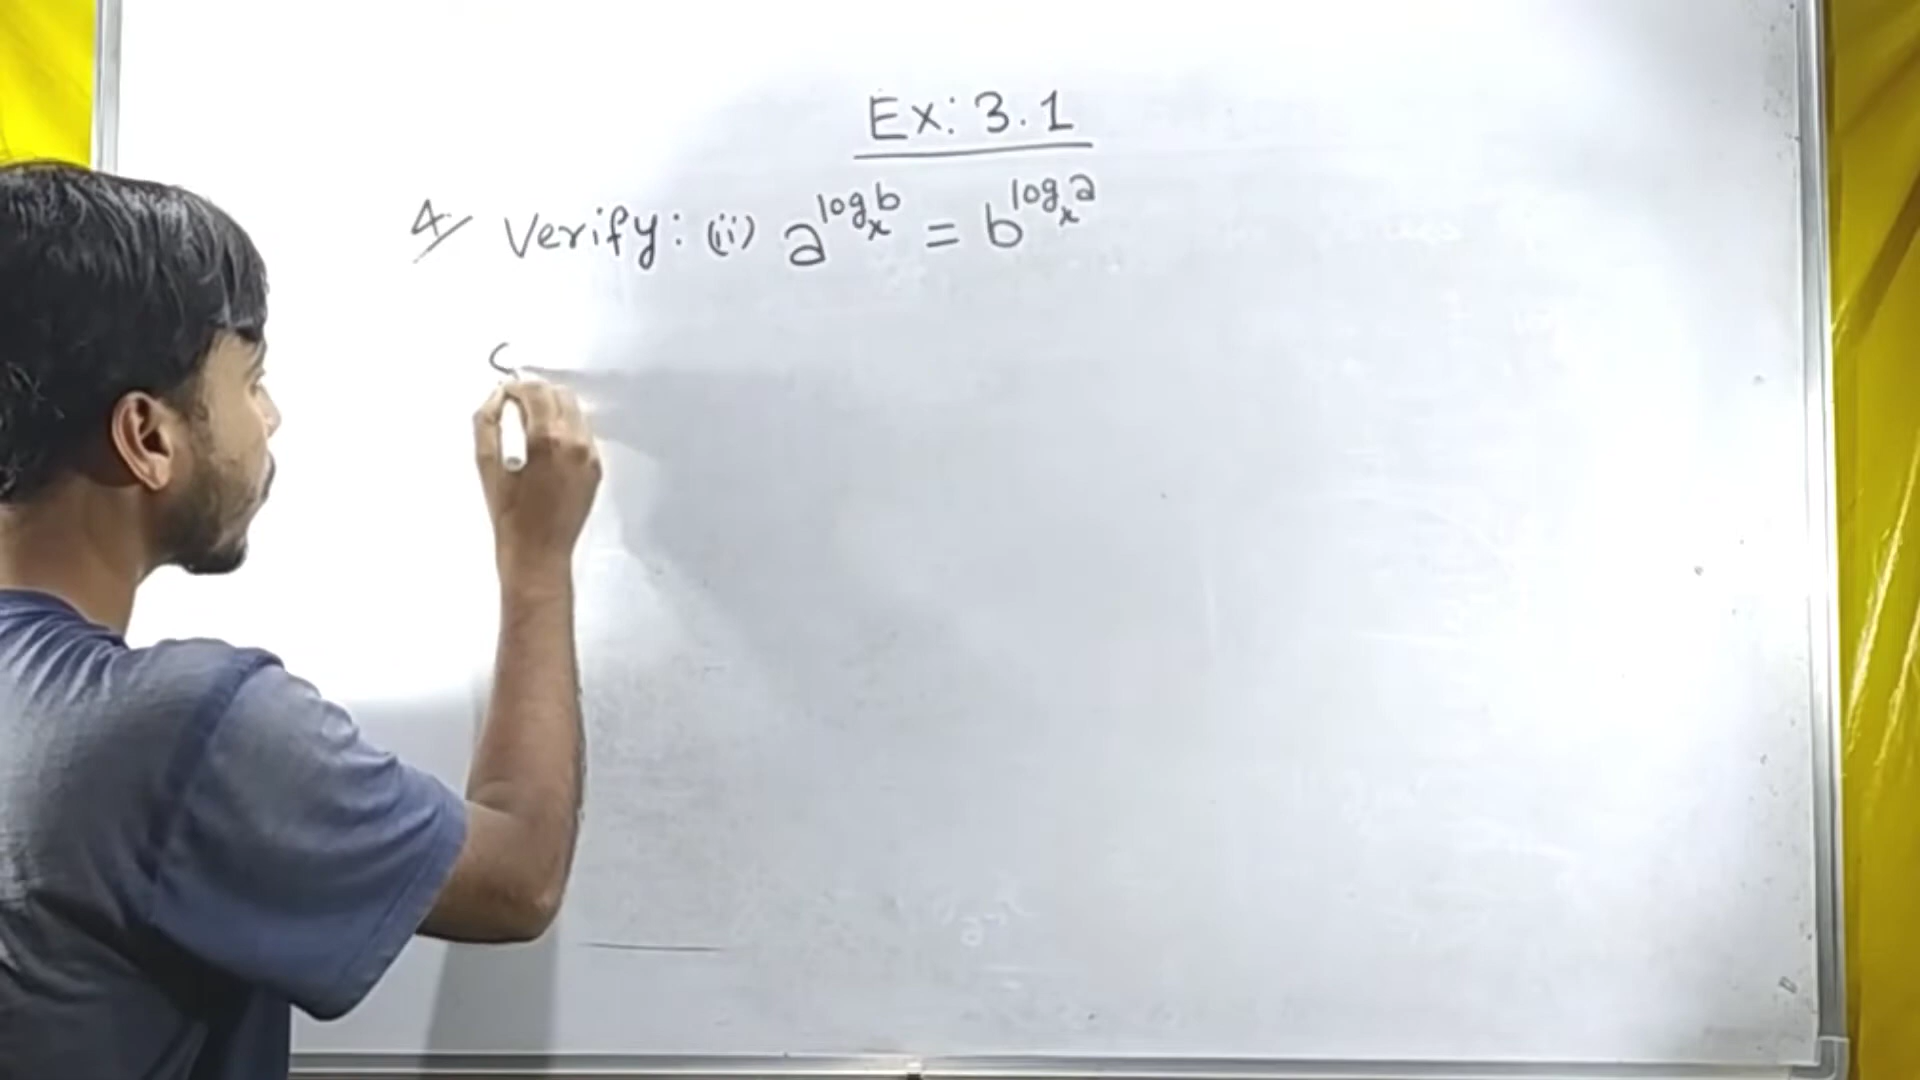 Ex: 3.1
4/ Verify: (ii) a^{log_x b} = b^{log_x a}